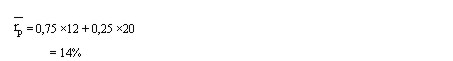 r̅ₚ = 0,75 ×12 + 0,25 ×20
= 14%